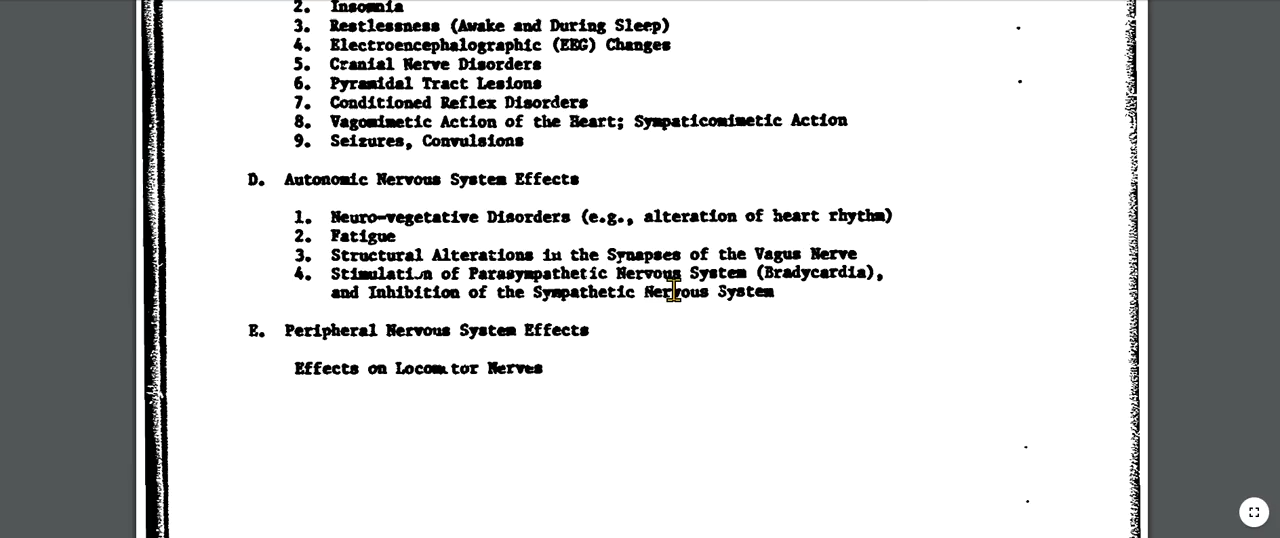 2. Insomnia
3. Restlessness (Awake and During Sleep)
4. Electroencephalographic (EEG) Changes
5. Cranial Nerve Disorders
6. Pyramidal Tract Lesions
7. Conditioned Reflex Disorders
8. Vagomimetic Action of the Heart; Sympaticomimetic Action
9. Seizures, Convulsions
D. Autonomic Nervous System Effects
1. Neuro-vegetative Disorders (e.g., alteration of heart rhythm)
2. Fatigue
3. Structural Alterations in the Synapses of the Vagus Nerve
4. Stimulation of Parasympathetic Nervous System (Bradycardia),
and Inhibition of the Sympathetic Nervous System
E. Peripheral Nervous System Effects
Effects on Locomotor Nerves